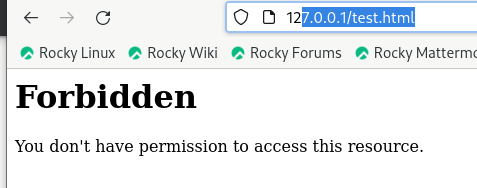 127.0.0.1/test.html
Rocky Linux Rocky Wiki Rocky Forums Rocky Matterm
Forbidden
You don't have permission to access this resource.